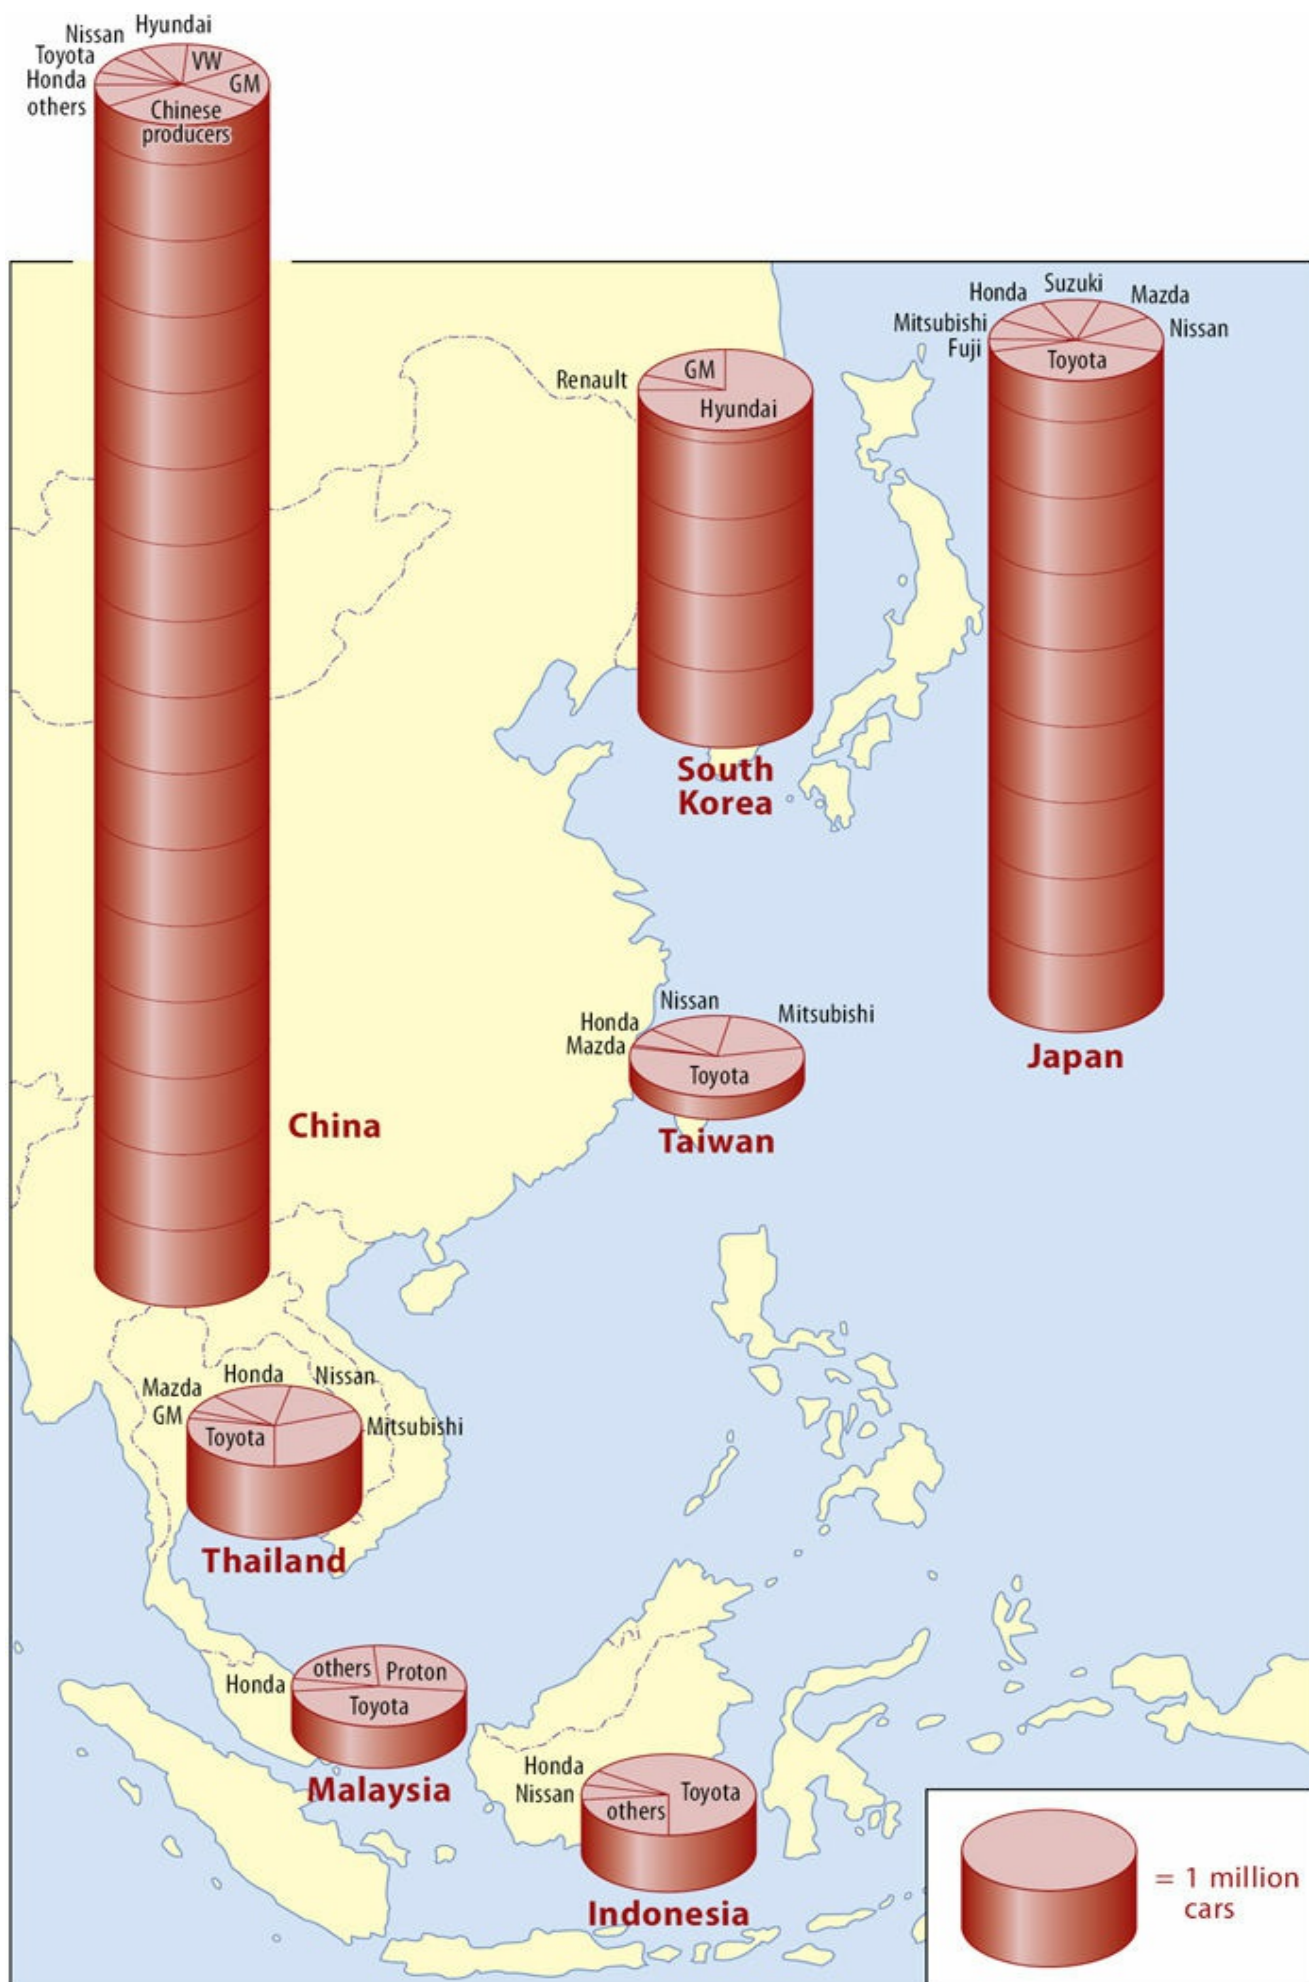 Hyundai
Nissan
Toyota
VW
Honda
GM
others
Chinese
producers
Suzuki
Honda
Mazda
Mitsubishi
Nissan
Fuji
Toyota
GM
Renault
Hyundai
South
Korea
Nissan
Mitsubishi
Honda
Mazda
Toyota
Japan
China
Taiwan
Honda
Nissan
Mazda
GM
Mitsubishi
Toyota
Thailand
others
Proton
Honda
Toyota
Malaysia
Honda
Toyota
Nissan
others
Indonesia
= 1 million
cars